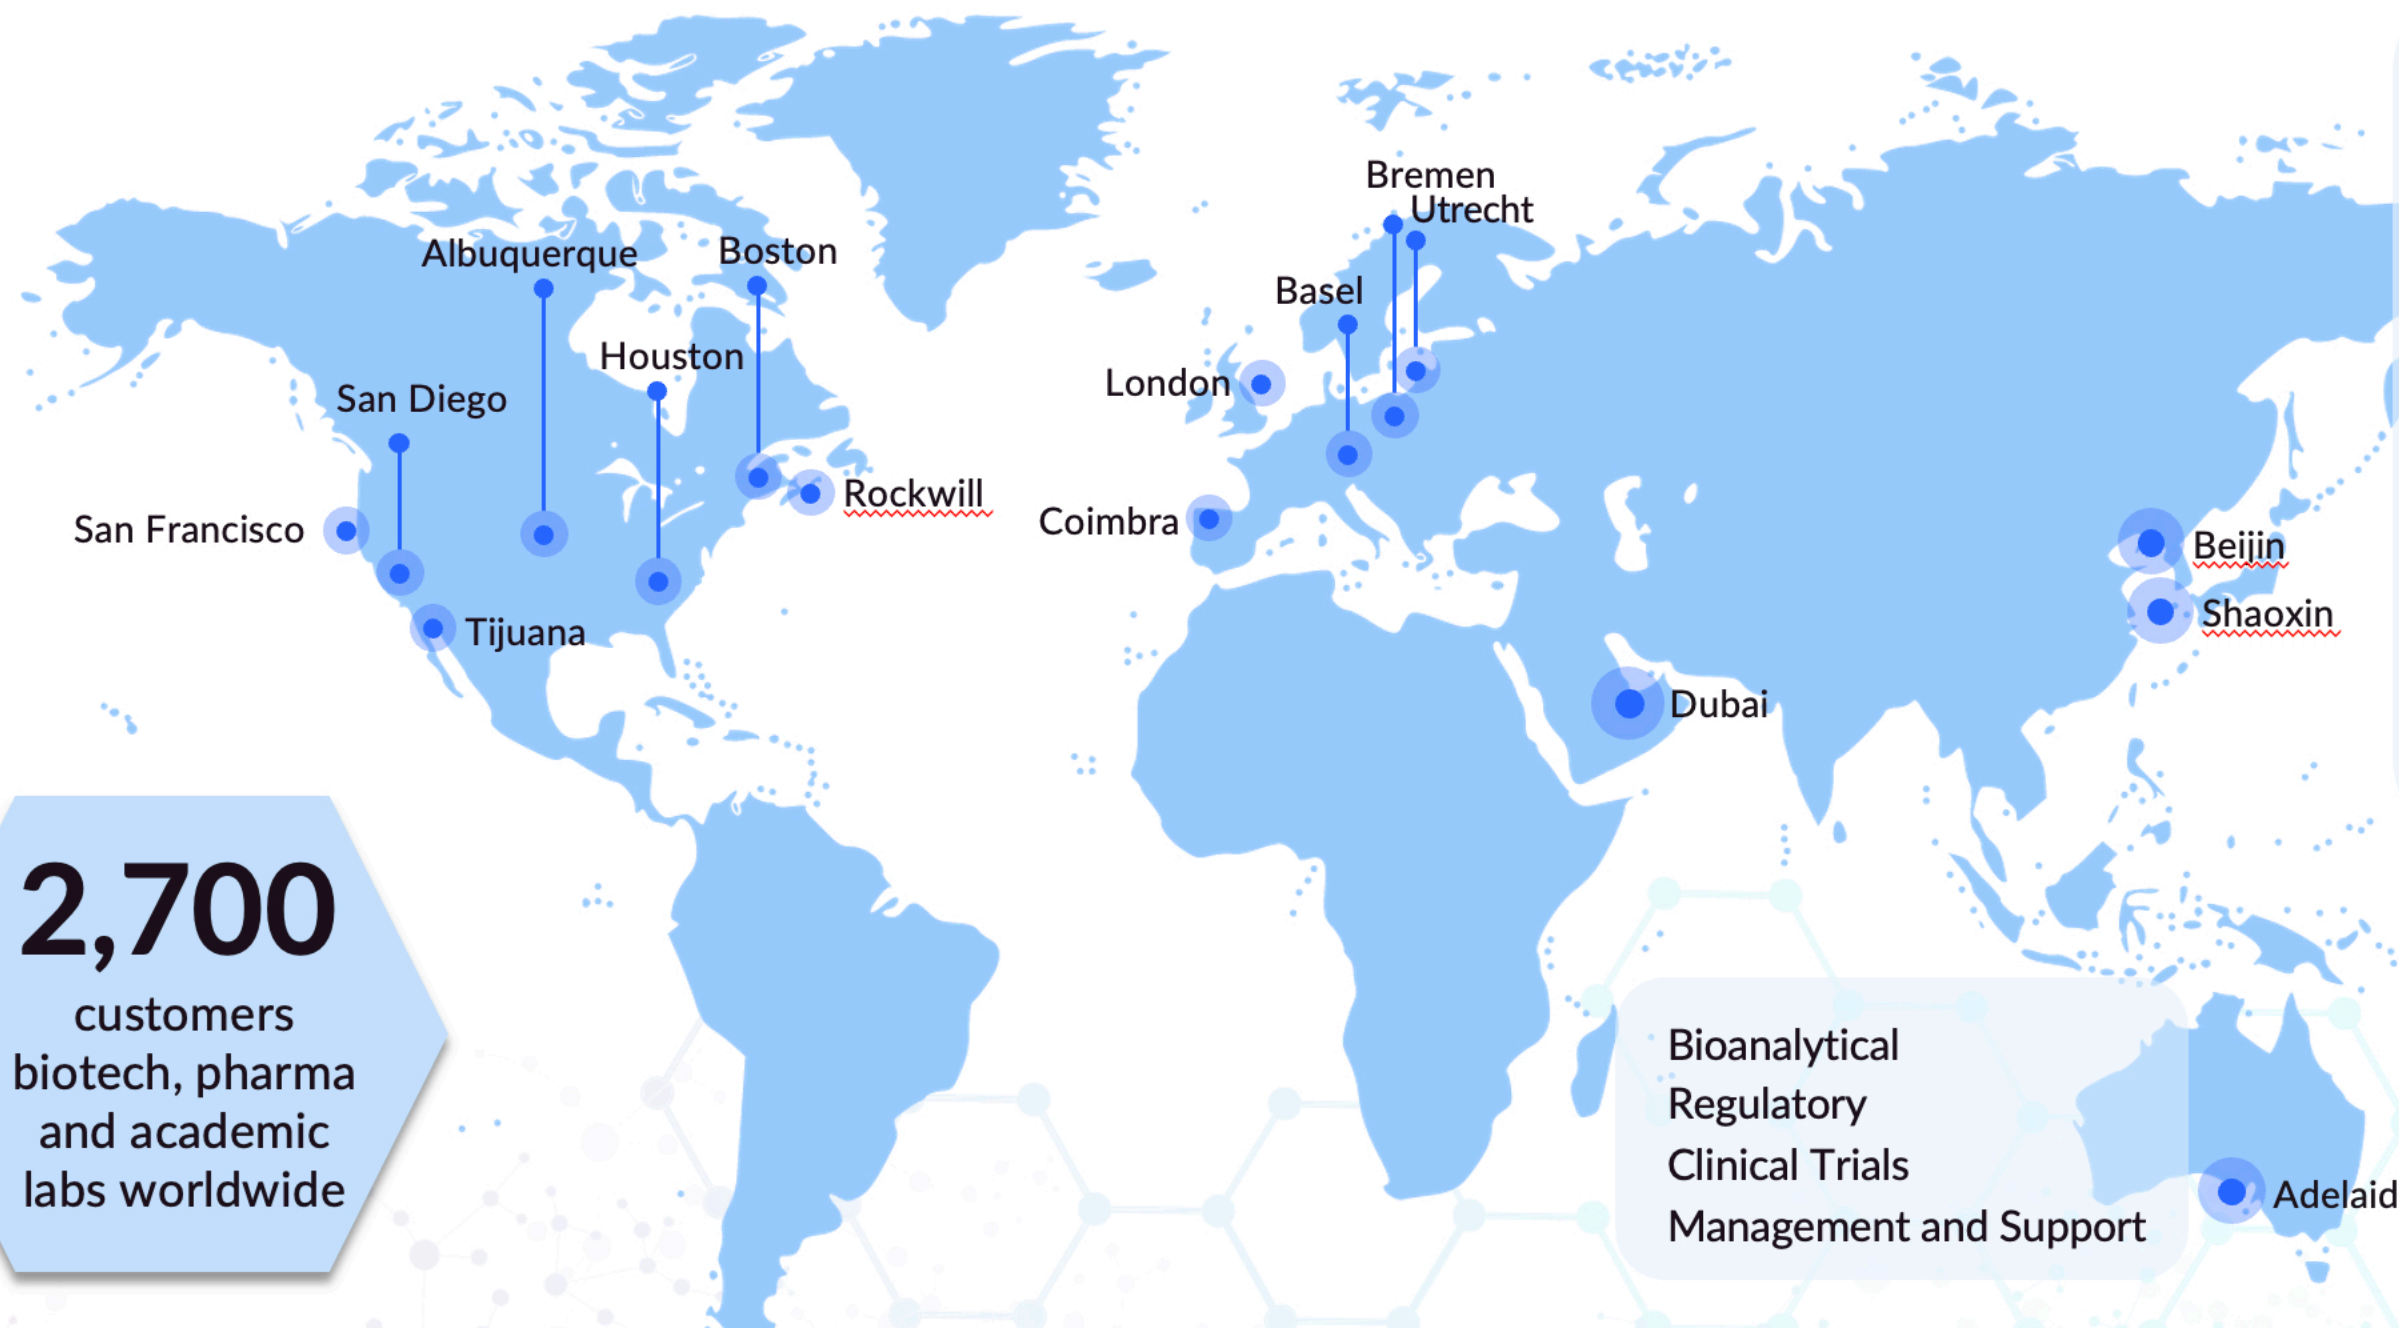 Bremen
Utrecht
Albuquerque
Boston
Basel
Houston
London
San Diego
Rockwill
Coimbra
San Francisco
Beijin
Shaoxin
Tijuana
Dubai
2,700
customers
biotech, pharma
and academic
labs worldwide
Bioanalytical
Regulatory
Clinical Trials
Management and Support
Adelaid